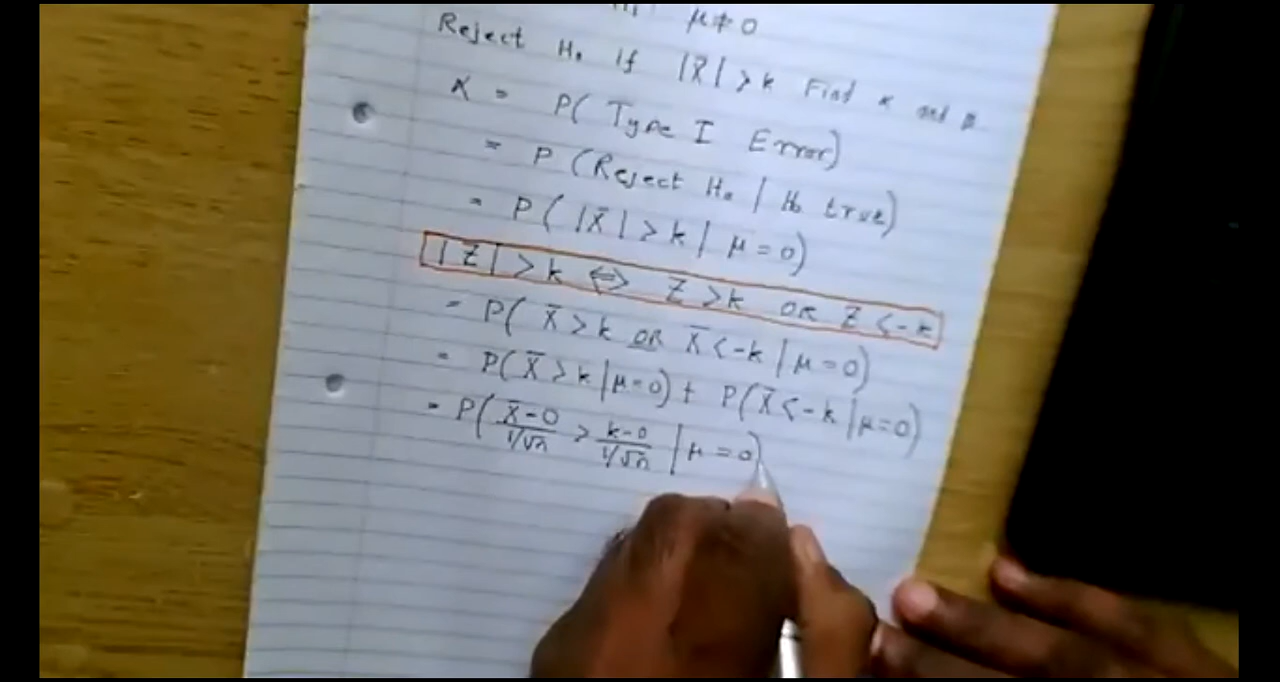 μ ≠ 0
Reject H₀ if |X̄| > k Find α and β
α = P( Type I Error)
= P (Reject H₀ | H₀ true)
= P( |X̄| > k | μ = 0)
|Z| > k ⇔ Z > k OR Z < -k
= P( X̄ > k OR X̄ < -k | μ = 0)
= P(X̄ > k | μ = 0) + P(X̄ < -k | μ = 0)
= P( (X̄ - 0)/(1/√n) > (k - 0)/(1/√n) | μ = 0)